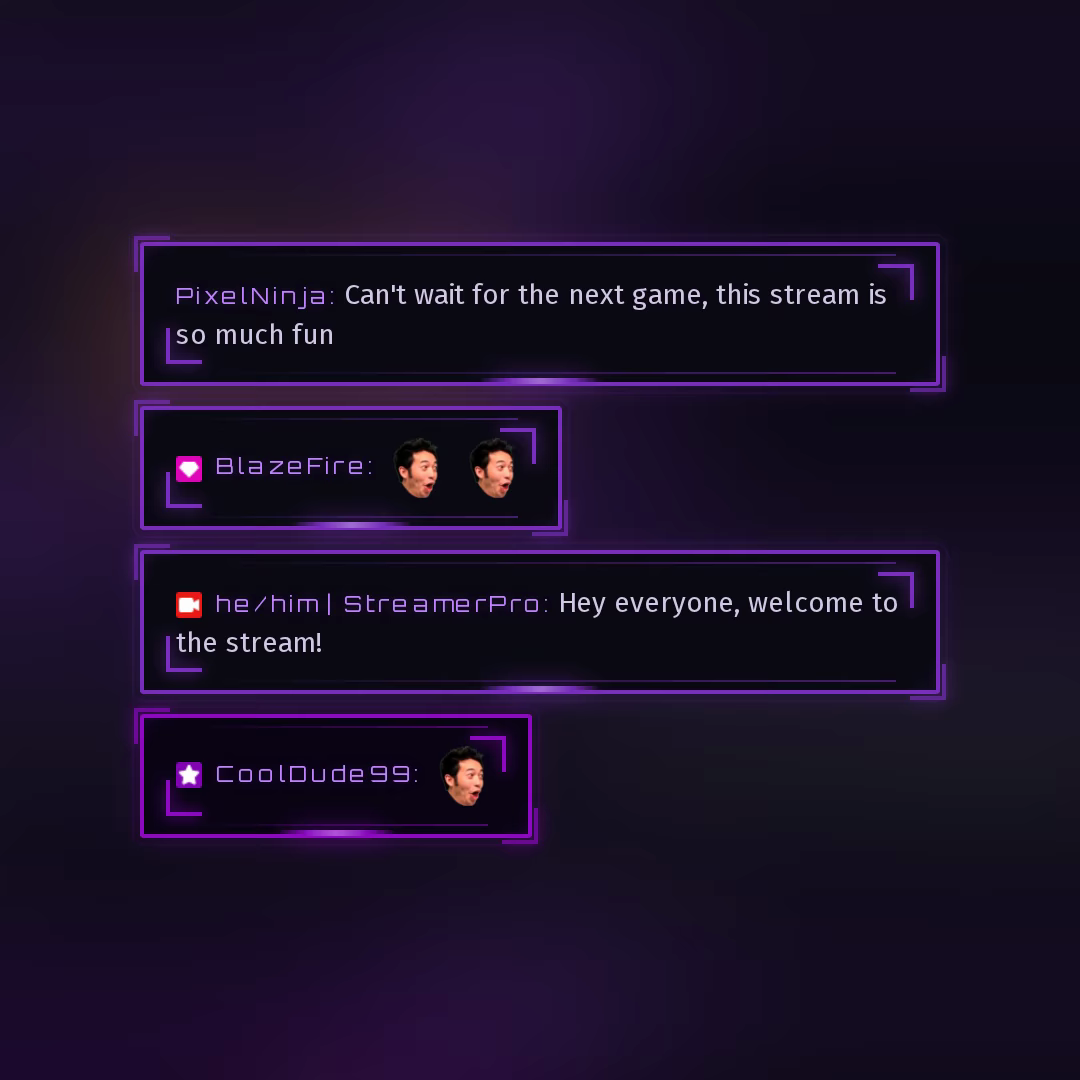 PixelNinja: Can't wait for the next game, this stream is
so much fun
BlazeFire:
he/him| StreamerPro: Hey everyone, welcome to
the stream!
CoolDude99: